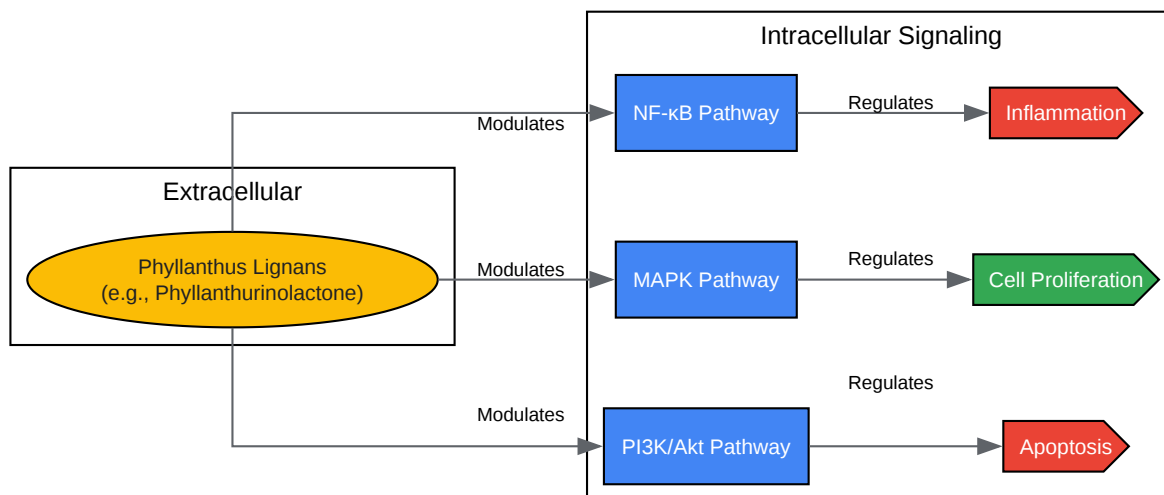 Intracellular Signaling
NF-κB Pathway
Regulates
Inflammation
Modulates
Extracellular
Phyllanthus Lignans
(e.g., Phyllanthurinolactone)
Modulates
MAPK Pathway
Regulates
Cell Proliferation
Modulates
PI3K/Akt Pathway
Regulates
Apoptosis